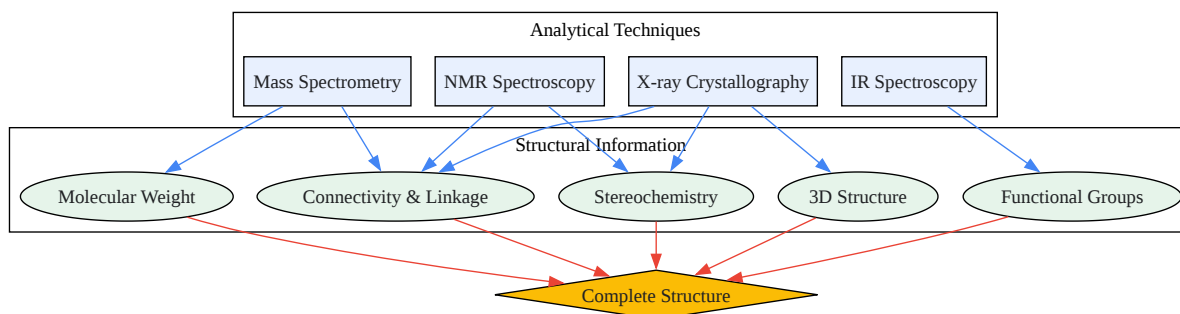 Analytical Techniques
Mass Spectrometry
NMR Spectroscopy
X-ray Crystallography
IR Spectroscopy
Structural Information
Molecular Weight
Connectivity & Linkage
Stereochemistry
3D Structure
Functional Groups
Complete Structure